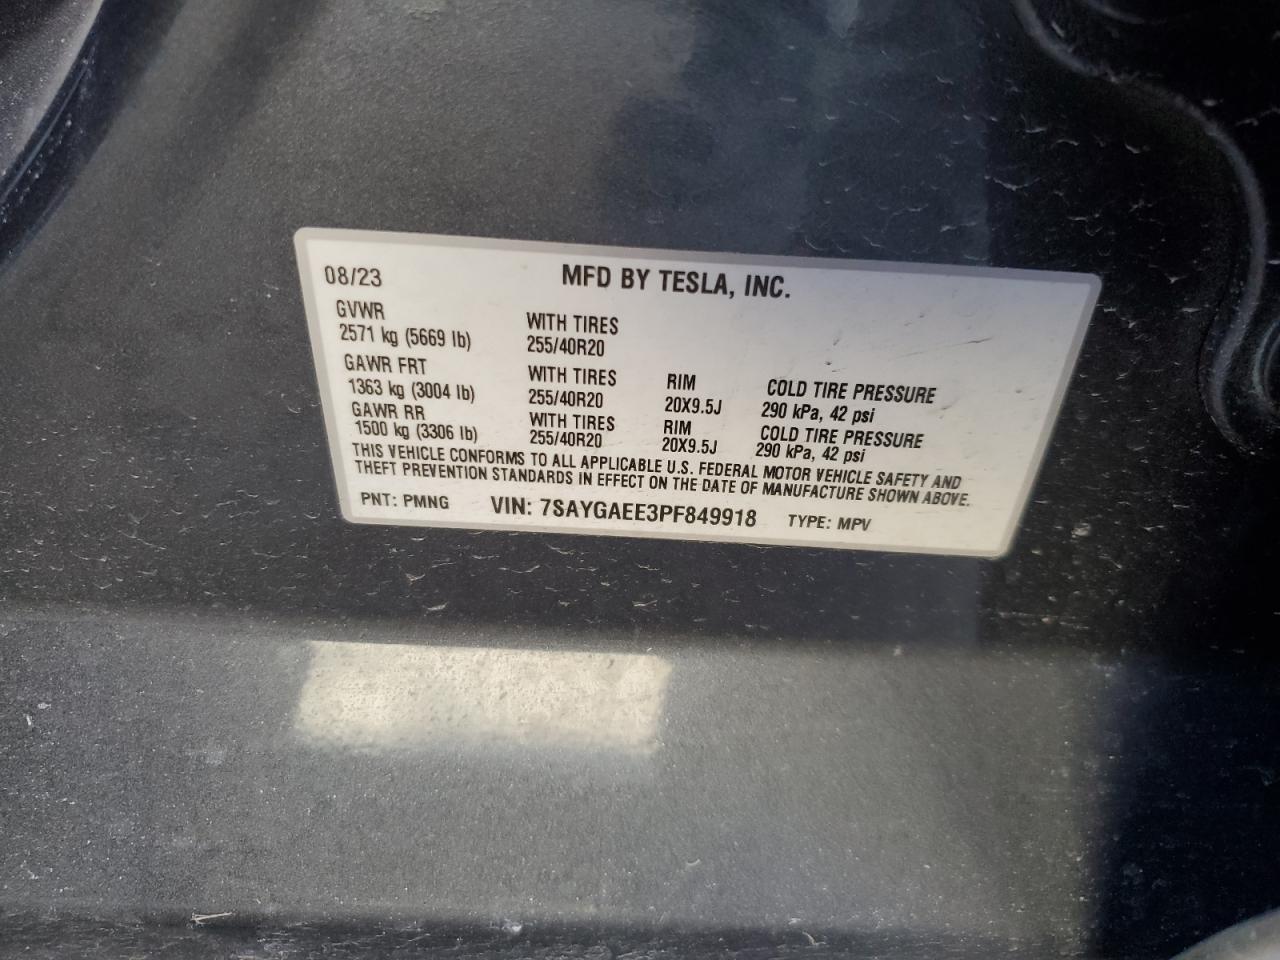 08/23 MFD BY TESLA, INC.
GVWR
2571 kg (5669 lb) WITH TIRES
255/40R20
GAWR FRT
1363 kg (3004 lb) WITH TIRES
255/40R20 RIM
20X9.5J COLD TIRE PRESSURE
290 kPa, 42 psi
GAWR RR
1500 kg (3306 lb) WITH TIRES
255/40R20 RIM
20X9.5J COLD TIRE PRESSURE
290 kPa, 42 psi
THIS VEHICLE CONFORMS TO ALL APPLICABLE U.S. FEDERAL MOTOR VEHICLE SAFETY AND
THEFT PREVENTION STANDARDS IN EFFECT ON THE DATE OF MANUFACTURE SHOWN ABOVE.
PNT: PMNG VIN: 7SAYGAEE3PF849918 TYPE: MPV